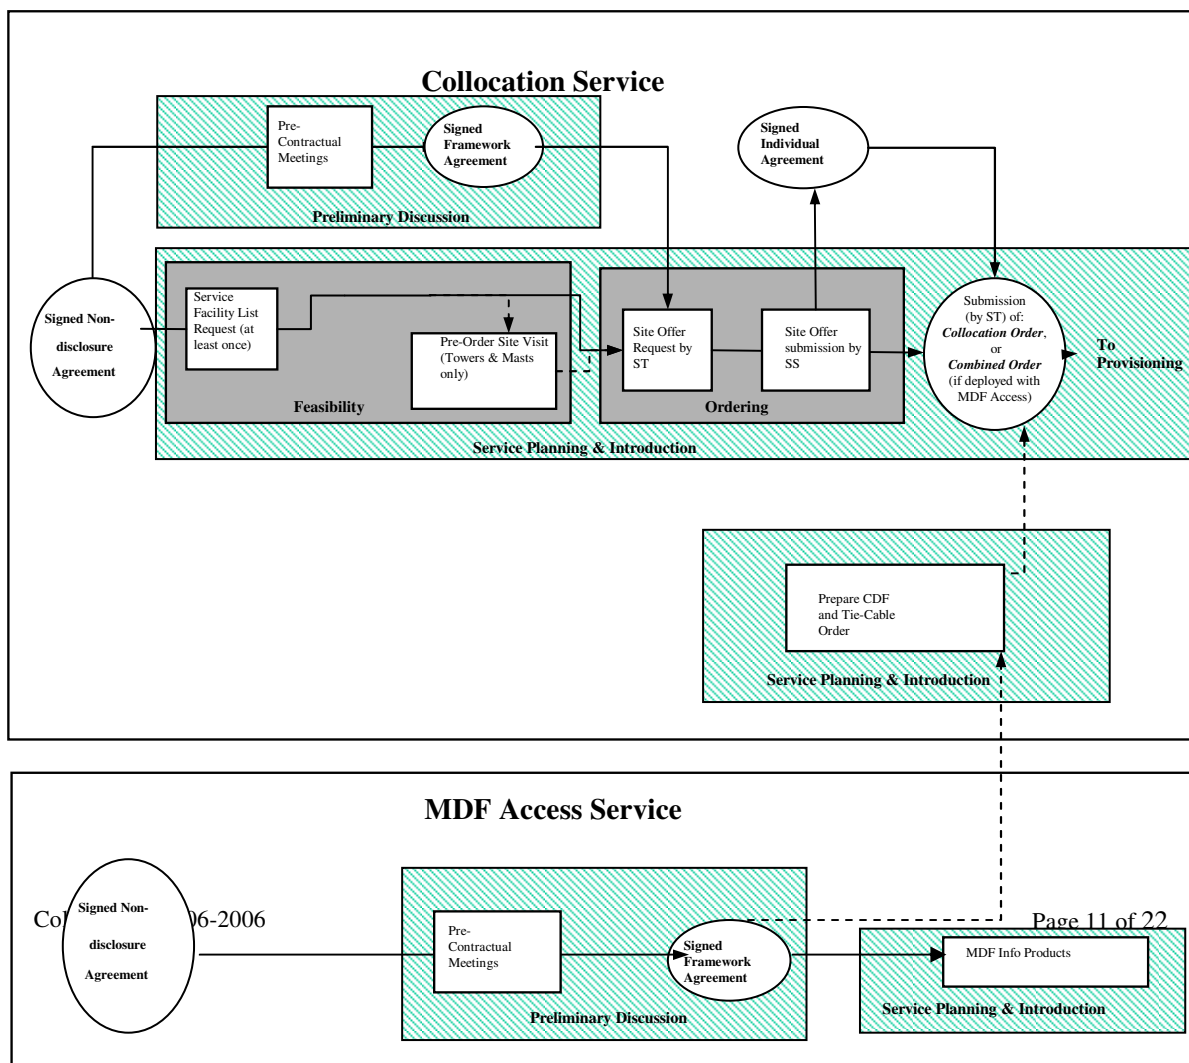 Collocation Service
Pre-
Contractual
Meetings
Signed
Framework
Agreement
Preliminary Discussion
Signed
Individual
Agreement
Signed Non-
disclosure
Agreement
Service
Facility List
Request (at
least once)
Pre-Order Site Visit
(Towers & Masts
only)
Feasibility
Site Offer
Request by
ST
Site Offer
submission by
SS
Ordering
Submission
(by ST) of:
Collocation Order,
or
Combined Order
(if deployed with
MDF Access)
To
Provisioning
Service Planning & Introduction
Prepare CDF
and Tie-Cable
Order
Service Planning & Introduction
MDF Access Service
Signed Non-
disclosure
Agreement
Pre-
Contractual
Meetings
Signed
Framework
Agreement
Preliminary Discussion
MDF Info Products
Service Planning & Introduction
06-2006
Page 11 of 22